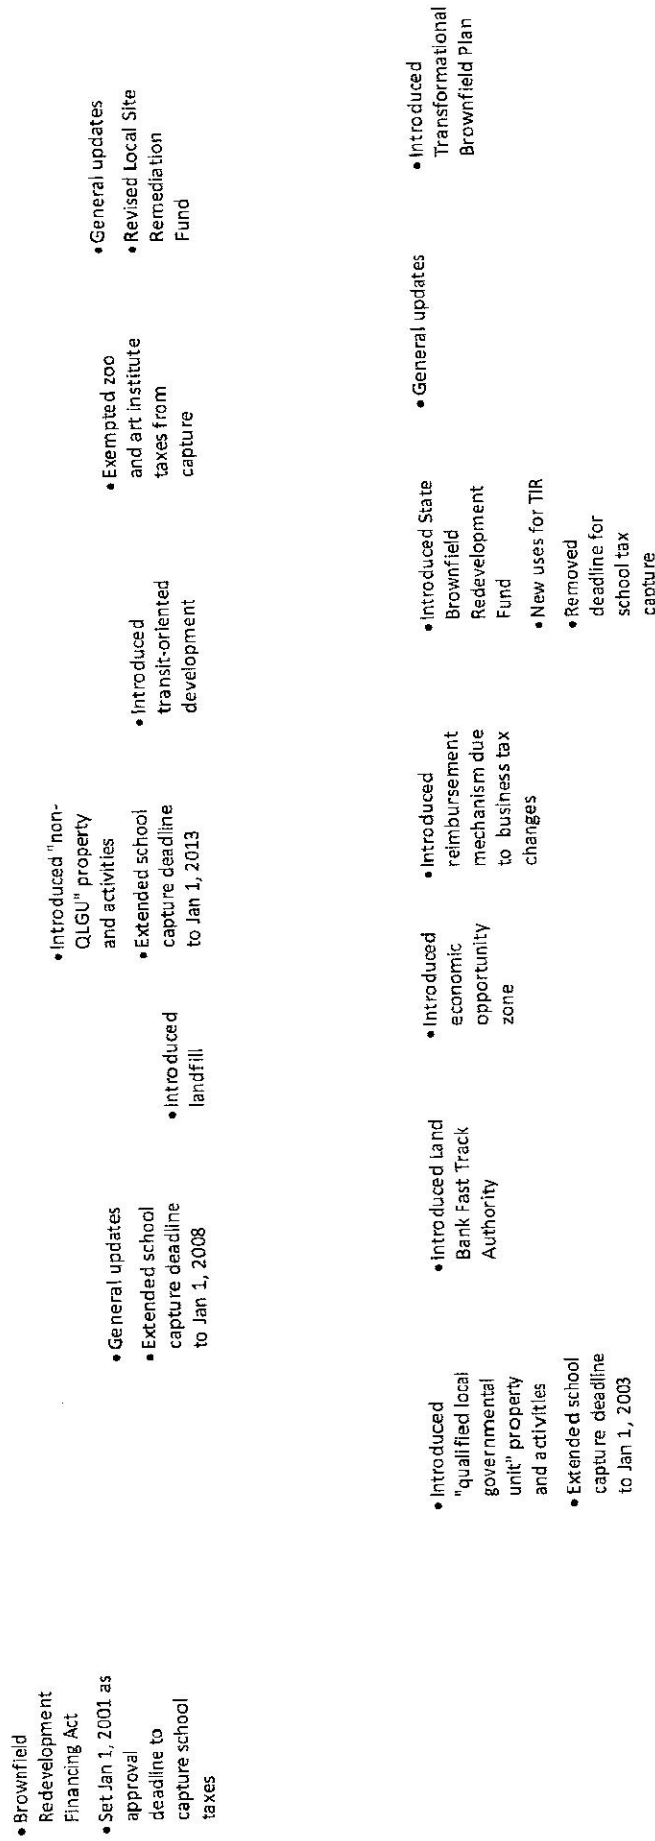 • Brownfield
Redevelopment
Financing Act
• Set Jan 1, 2001 as
approval
deadline to
capture school
taxes
• General updates
• Extended school
capture deadline
to Jan 1, 2008
• Introduced
landfill
• Introduced "non-
QLGU" property
and activities
• Extended school
capture deadline
to Jan 1, 2013
• Introduced
transit-oriented
development
• Exempted zoo
and art institute
taxes from
capture
• General updates
• Revised Local Site
Remediation
Fund
• Introduced
"qualified local
governmental
unit" property
and activities
• Extended school
capture deadline
to Jan 1, 2003
• Introduced Land
Bank Fast Track
Authority
• Introduced
economic
opportunity
zone
• Introduced
reimbursement
mechanism due
to business tax
changes
• Introduced State
Brownfield
Redevelopment
Fund
• New uses for TIR
• Removed
deadline for
school tax
capture
• General updates
• Introduced
Transformational
Brownfield Plan